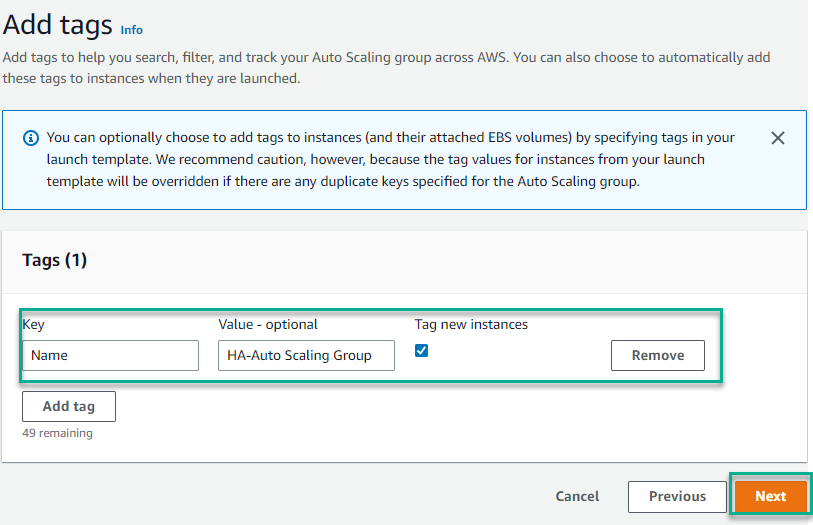 Add tags Info
Add tags to help you search, filter, and track your Auto Scaling group across AWS. You can also choose to automatically add
these tags to instances when they are launched.
You can optionally choose to add tags to instances (and their attached EBS volumes) by specifying tags in your
launch template. We recommend caution, however, because the tag values for instances from your launch
template will be overridden if there are any duplicate keys specified for the Auto Scaling group.
Tags (1)
Key Value - optional Tag new instances
Name HA-Auto Scaling Group Remove
Add tag
49 remaining
Cancel Previous Next